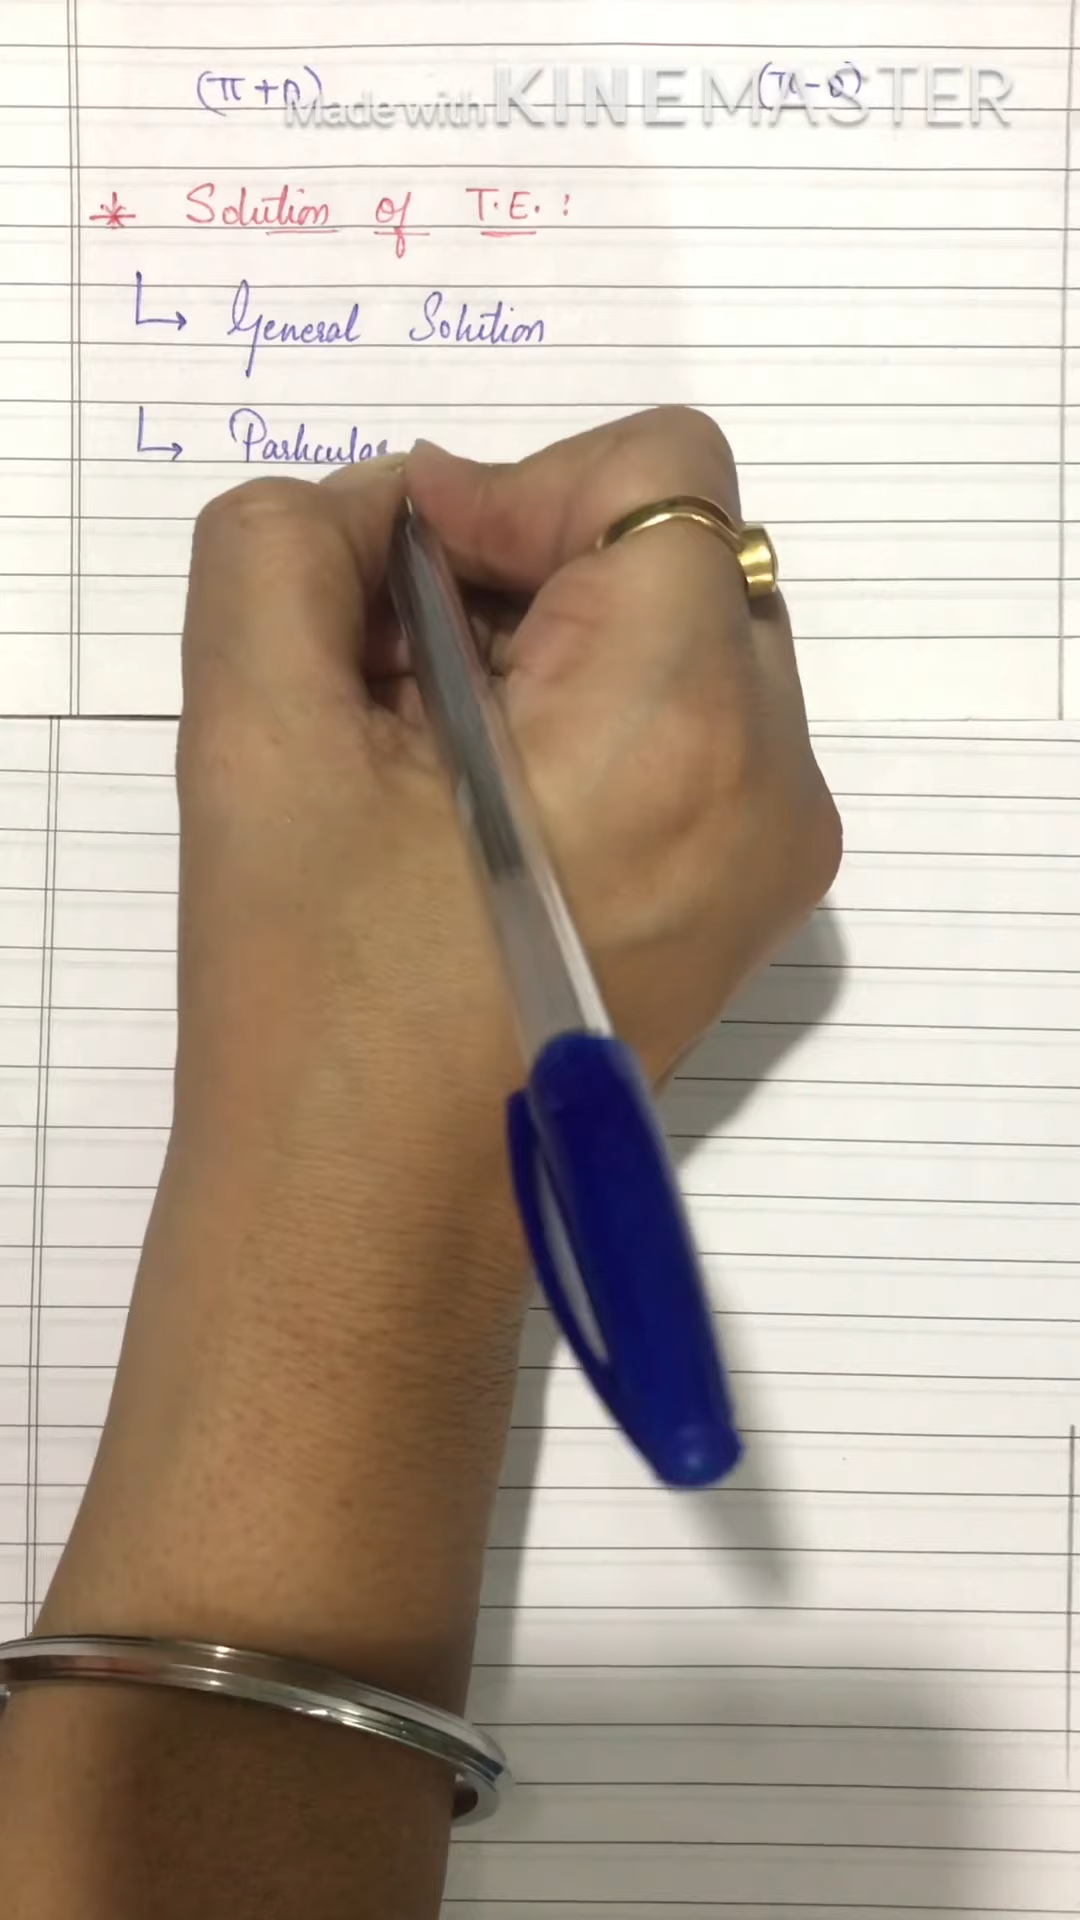 (π+θ) (π-θ)
Made with KINEMASTER
* Solution of T.E. :
↳ General Solution
↳ Particular